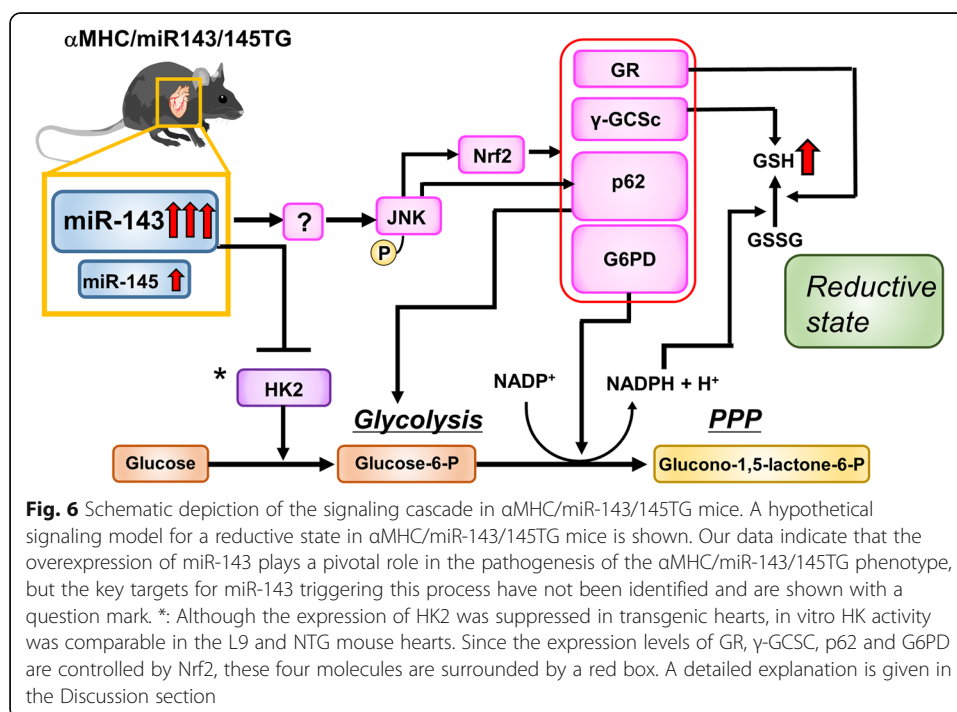 αMHC/miR143/145TG
miR-143
miR-145
?
JNK
P
Nrf2
GR
γ-GCSc
p62
G6PD
GSH
GSSG
Reductive
state
*
HK2
NADP+
NADPH + H+
Glycolysis
PPP
Glucose
Glucose-6-P
Glucono-1,5-lactone-6-P
Fig. 6 Schematic depiction of the signaling cascade in αMHC/miR-143/145TG mice. A hypothetical
signaling model for a reductive state in αMHC/miR-143/145TG mice is shown. Our data indicate that the
overexpression of miR-143 plays a pivotal role in the pathogenesis of the αMHC/miR-143/145TG phenotype,
but the key targets for miR-143 triggering this process have not been identified and are shown with a
question mark. *: Although the expression of HK2 was suppressed in transgenic hearts, in vitro HK activity
was comparable in the L9 and NTG mouse hearts. Since the expression levels of GR, γ-GCSC, p62 and G6PD
are controlled by Nrf2, these four molecules are surrounded by a red box. A detailed explanation is given in
the Discussion section